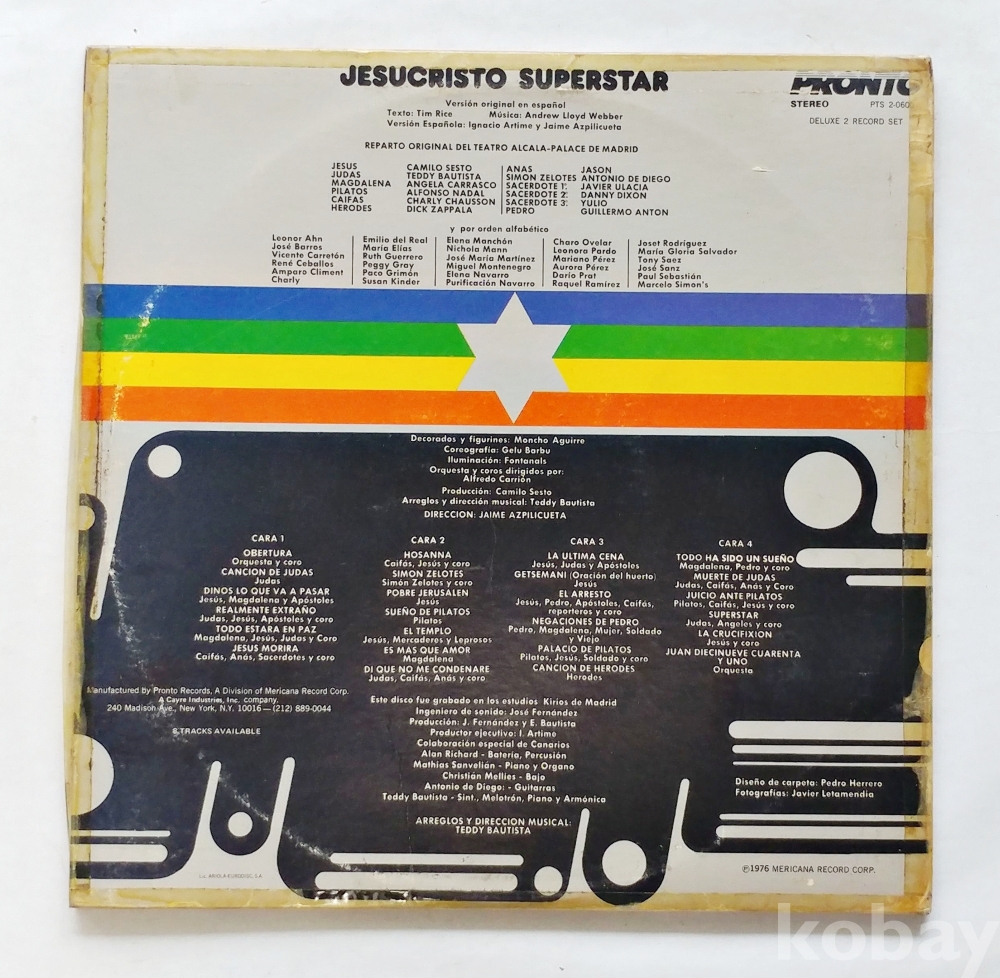 JESUCRISTO SUPERSTAR
PRONTO
STEREO PTS 2-060
DELUXE 2 RECORD SET
Versión original en español
Texto: Tim Rice Música: Andrew Lloyd Webber
Versión Española: Ignacio Artime y Jaime Azpilicueta
REPARTO ORIGINAL DEL TEATRO ALCALA-PALACE DE MADRID
JESUS CAMILO SESTO
JUDAS TEDDY BAUTISTA
MAGDALENA ANGELA CARRASCO
PILATOS ALFONSO NADAL
CAIFAS CHARLY CHAUSSON
HERODES DICK ZAPPALA
ANAS JASON
SIMON ZELOTES ANTONIO DE DIEGO
SACERDOTE 1º. JAVIER ULACIA
SACERDOTE 2º. DANNY DIXON
SACERDOTE 3º. YULIO
PEDRO GUILLERMO ANTON
y por orden alfabético
Leonor Ahn
José Barros
Vicente Carretón
René Ceballos
Amparo Climent
Charly
Emilio del Real
María Elías
Ruth Guerrero
Peggy Gray
Paco Grimón
Susan Kinder
Elena Manchón
Nichola Mann
José María Martínez
Miguel Montenegro
Elena Navarro
Purificación Navarro
Charo Ovelar
Leonora Pardo
Mariano Pérez
Aurora Pérez
Darío Prat
Raquel Ramírez
Joset Rodríguez
María Gloria Salvador
Tony Saez
José Sanz
Paul Sebastián
Marcelo Simon's
Decorados y figurines: Moncho Aguirre
Coreografía: Gelu Barbu
Iluminación: Fontanals
Orquesta y coros dirigidos por:
Alfredo Carrión
Producción: Camilo Sesto
Arreglos y dirección musical: Teddy Bautista
DIRECCION: JAIME AZPILICUETA
CARA 1
OBERTURA
Orquesta y coro
CANCION DE JUDAS
Judas
DINOS LO QUE VA A PASAR
Jesús, Magdalena y Apóstoles
REALMENTE EXTRAÑO
Judas, Jesús, Apóstoles y coro
TODO ESTARA EN PAZ
Magdalena, Jesús, Judas y Coro
JESUS MORIRA
Caifás, Anás, Sacerdotes y coro
CARA 2
HOSANNA
Caifás, Jesús y coro
SIMON ZELOTES
Simón Zelotes y coro
POBRE JERUSALEN
Jesús
SUEÑO DE PILATOS
Pilatos
EL TEMPLO
Jesús, Mercaderes y Leprosos
ES MAS QUE AMOR
Magdalena
DI QUE NO ME CONDENARE
Judas, Caifás, Anás y coro
CARA 3
LA ULTIMA CENA
Jesús, Judas y Apóstoles
GETSEMANI (Oración del huerto)
Jesús
EL ARRESTO
Jesús, Pedro, Apóstoles, Caifás,
reporteros y coro
NEGACIONES DE PEDRO
Pedro, Magdalena, Mujer, Soldado
y Viejo
PALACIO DE PILATOS
Pilatos, Jesús, Soldado y coro
CANCION DE HERODES
Herodes
CARA 4
TODO HA SIDO UN SUEÑO
Magdalena, Pedro y coro
MUERTE DE JUDAS
Judas, Caifás, Anás y Coro
JUICIO ANTE PILATOS
Pilatos, Caifás, Jesús y coro
SUPERSTAR
Judas, Angeles y coro
LA CRUCIFIXION
Jesús y coro
JUAN DIECINUEVE CUARENTA
Y UNO
Orquesta
Manufactured by Pronto Records, A Division of Mericana Record Corp.
A Cayre Industries, Inc. company.
240 Madison Ave., New York, N.Y. 10016—(212) 889-0044
8 TRACKS AVAILABLE
Este disco fue grabado en los estudios Kirios de Madrid
Ingeniero de sonido: José Fernández
Producción: J. Fernández y E. Bautista
Productor ejecutivo: I. Artime
Colaboración especial de Canarios
Alan Richard - Batería, Percusión
Mathias Sanvelián - Piano y Organo
Christián Mellies - Bajo
Antonio de Diego: - Guitarras
Teddy Bautista - Sint., Melotrón, Piano y Armónica
ARREGLOS Y DIRECCION MUSICAL:
TEDDY BAUTISTA
Diseño de carpeta: Pedro Herrero
Fotografías: Javier Letamendia
℗1976 MERICANA RECORD CORP.
kobay